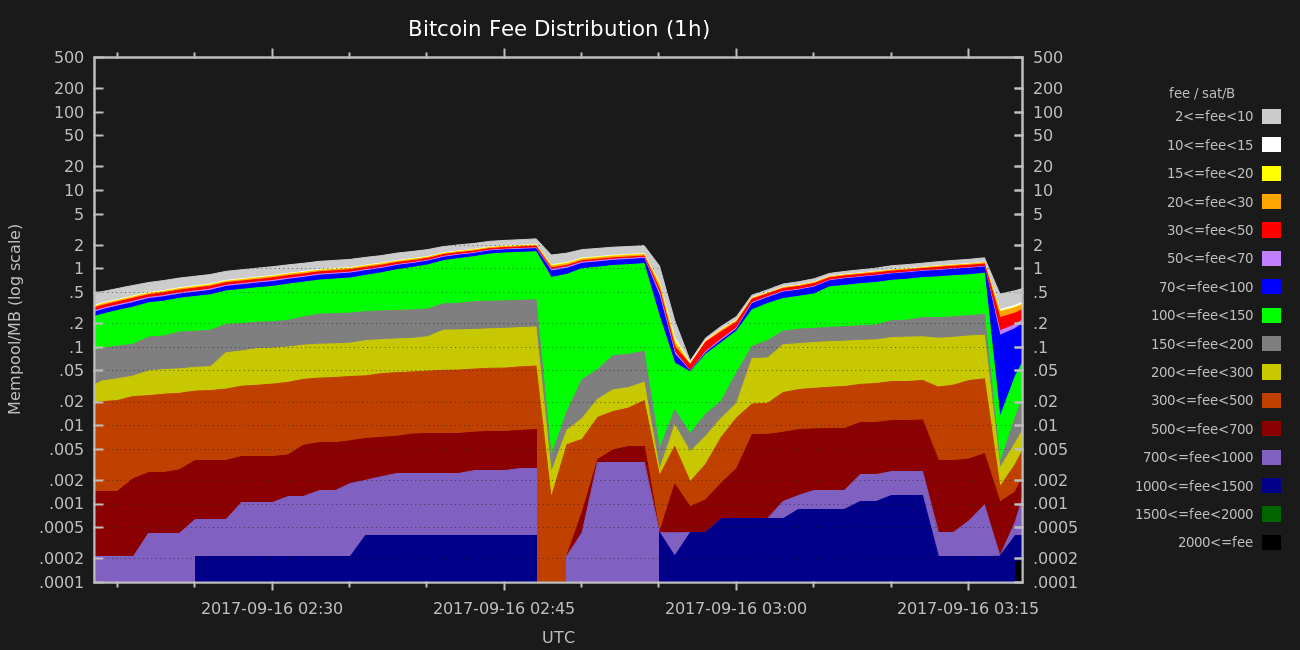 Bitcoin Fee Distribution (1h)
Mempool/MB (log scale)
500
200
100
50
20
10
5
2
1
.5
.2
.1
.05
.02
.01
.005
.002
.001
.0005
.0002
.0001
500
200
100
50
20
10
5
2
1
.5
.2
.1
.05
.02
.01
.005
.002
.001
.0005
.0002
.0001
2017-09-16 02:30
2017-09-16 02:45
2017-09-16 03:00
2017-09-16 03:15
UTC
fee / sat/B
2<=fee<10
10<=fee<15
15<=fee<20
20<=fee<30
30<=fee<50
50<=fee<70
70<=fee<100
100<=fee<150
150<=fee<200
200<=fee<300
300<=fee<500
500<=fee<700
700<=fee<1000
1000<=fee<1500
1500<=fee<2000
2000<=fee